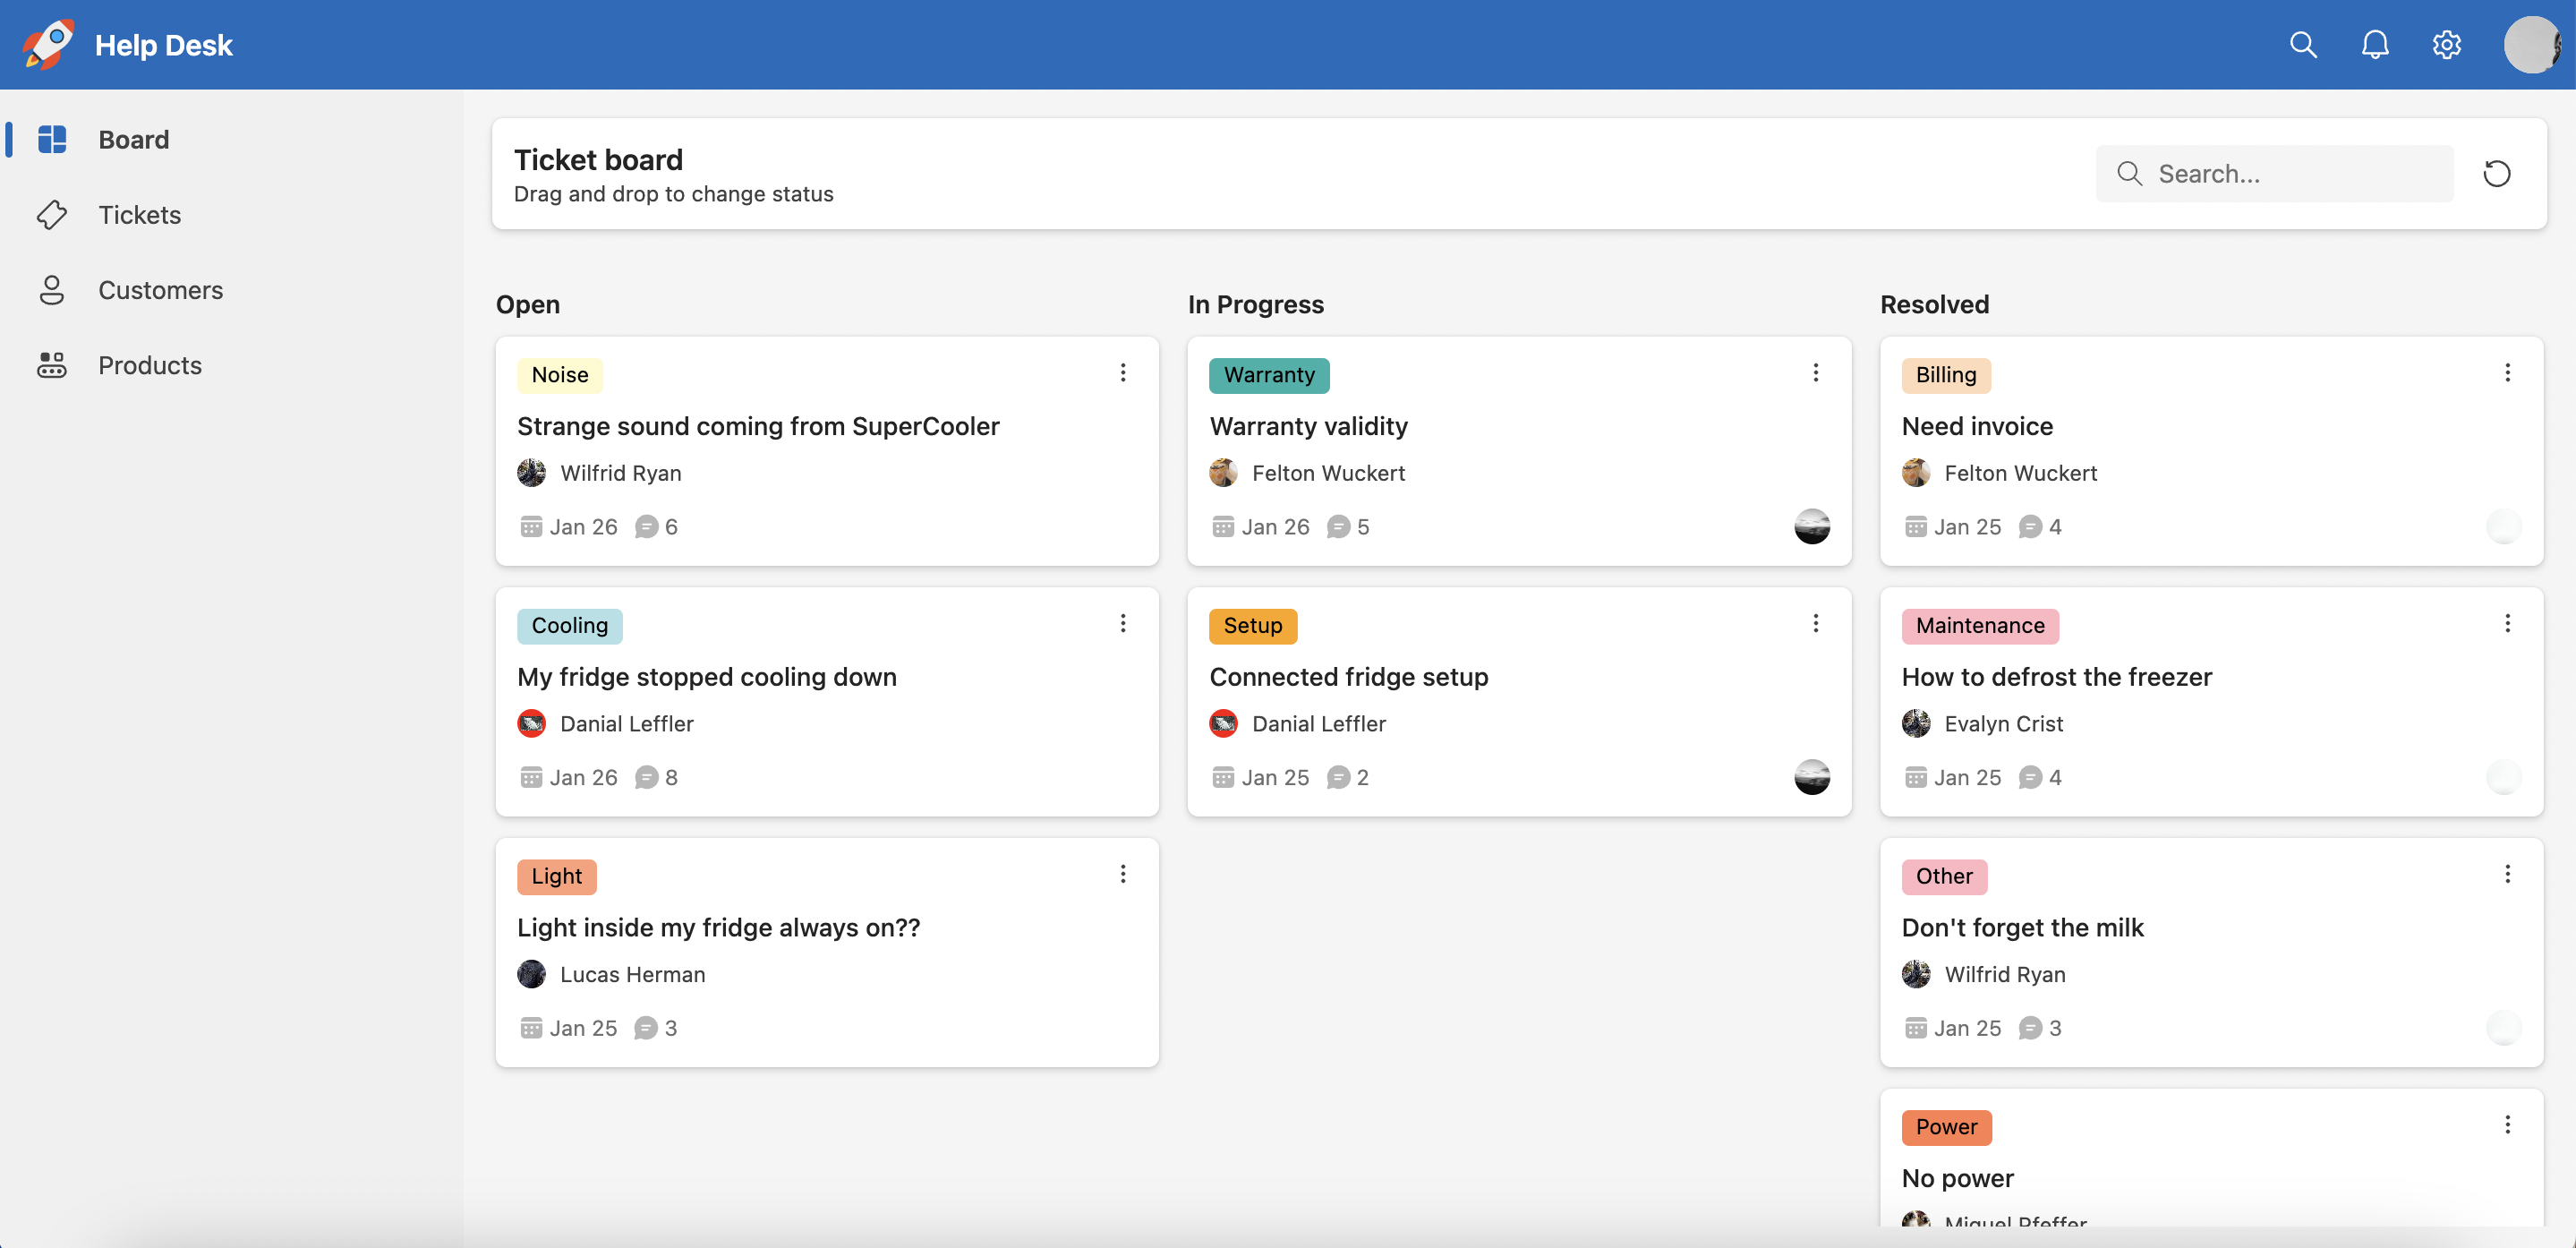 Help Desk
Board
Tickets
Customers
Products
Ticket board
Drag and drop to change status
Search...
Open
Noise
Strange sound coming from SuperCooler
Wilfrid Ryan
Jan 26 6
Cooling
My fridge stopped cooling down
Danial Leffler
Jan 26 8
Light
Light inside my fridge always on??
Lucas Herman
Jan 25 3
In Progress
Warranty
Warranty validity
Felton Wuckert
Jan 26 5
Setup
Connected fridge setup
Danial Leffler
Jan 25 2
Resolved
Billing
Need invoice
Felton Wuckert
Jan 25 4
Maintenance
How to defrost the freezer
Evalyn Crist
Jan 25 4
Other
Don't forget the milk
Wilfrid Ryan
Jan 25 3
Power
No power
Miguel Pfeffer